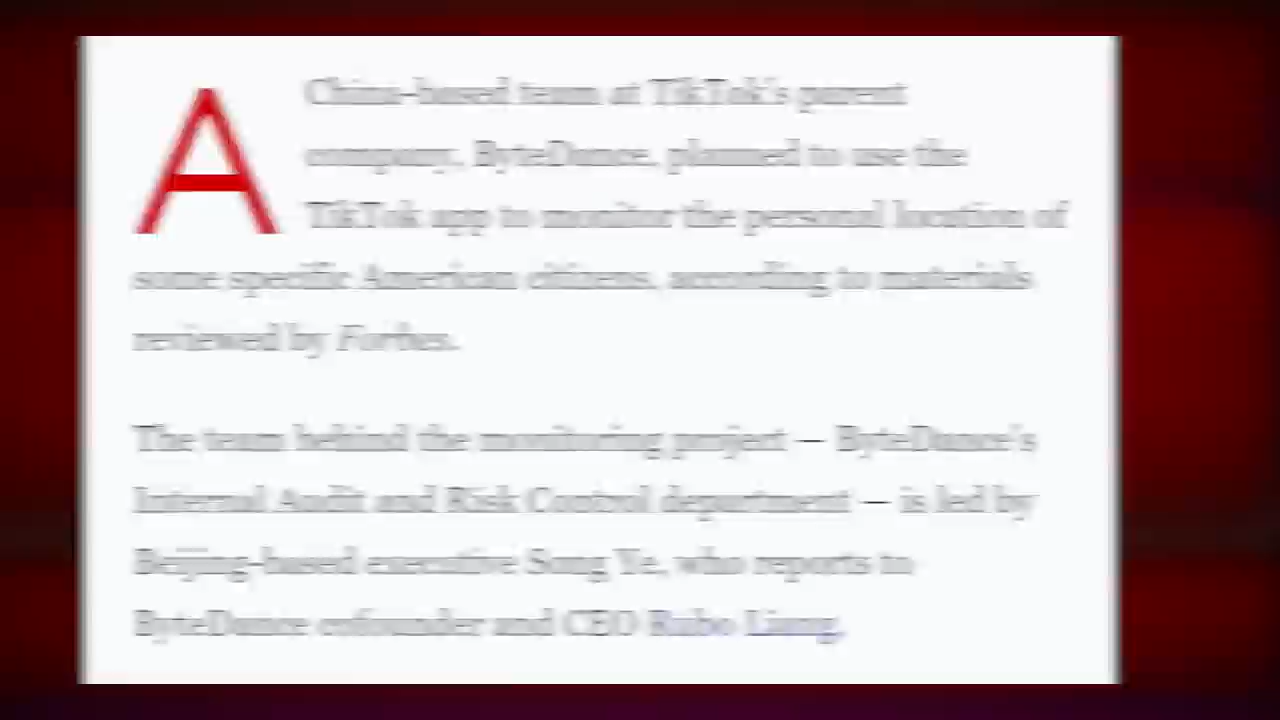 A China-based team at TikTok's parent
company, ByteDance, planned to use the
TikTok app to monitor the personal location of
some specific American citizens, according to materials
reviewed by Forbes.
The team behind the monitoring project — ByteDance's
Internal Audit and Risk Control department — is led by
Beijing-based executive Song Ye, who reports to
ByteDance cofounder and CEO Rubo Liang.